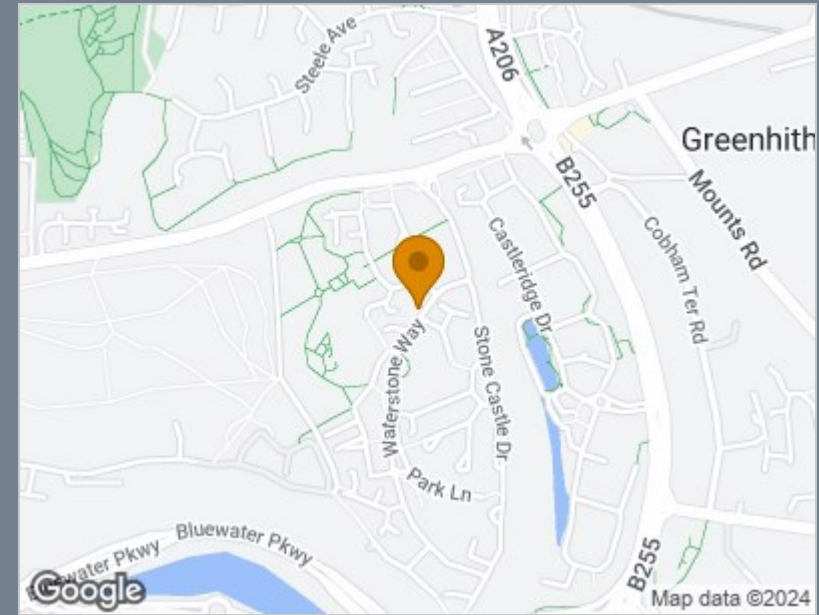 Steele Ave
A206
Greenhith
B255
Mounts Rd
Cobham Ter Rd
Castleridge Dr
Stone Castle Dr
Waterstone Way
Park Ln
Bluewater Pkwy
Bluewater Pkwy
B255
Google
Map data ©2024